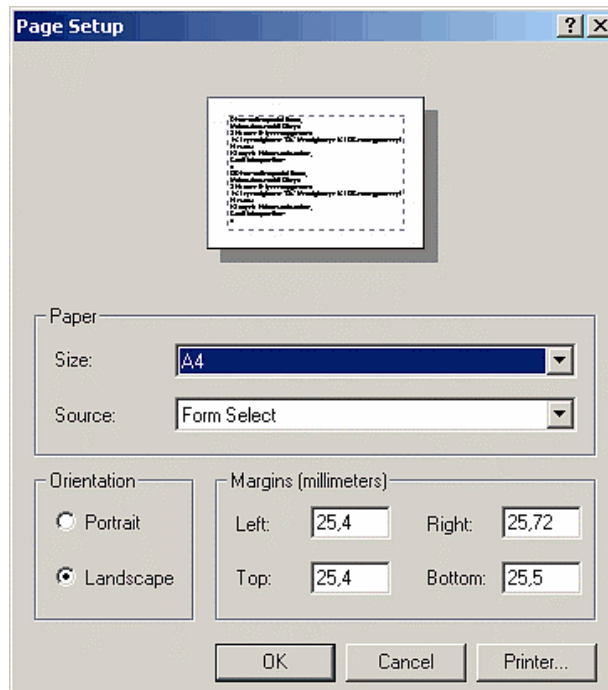 Page Setup
Paper
Size: A4
Source: Form Select
Orientation
Portrait
Landscape
Margins (millimeters)
Left: 25,4 Right: 25,72
Top: 25,4 Bottom: 25,5
OK Cancel Printer...